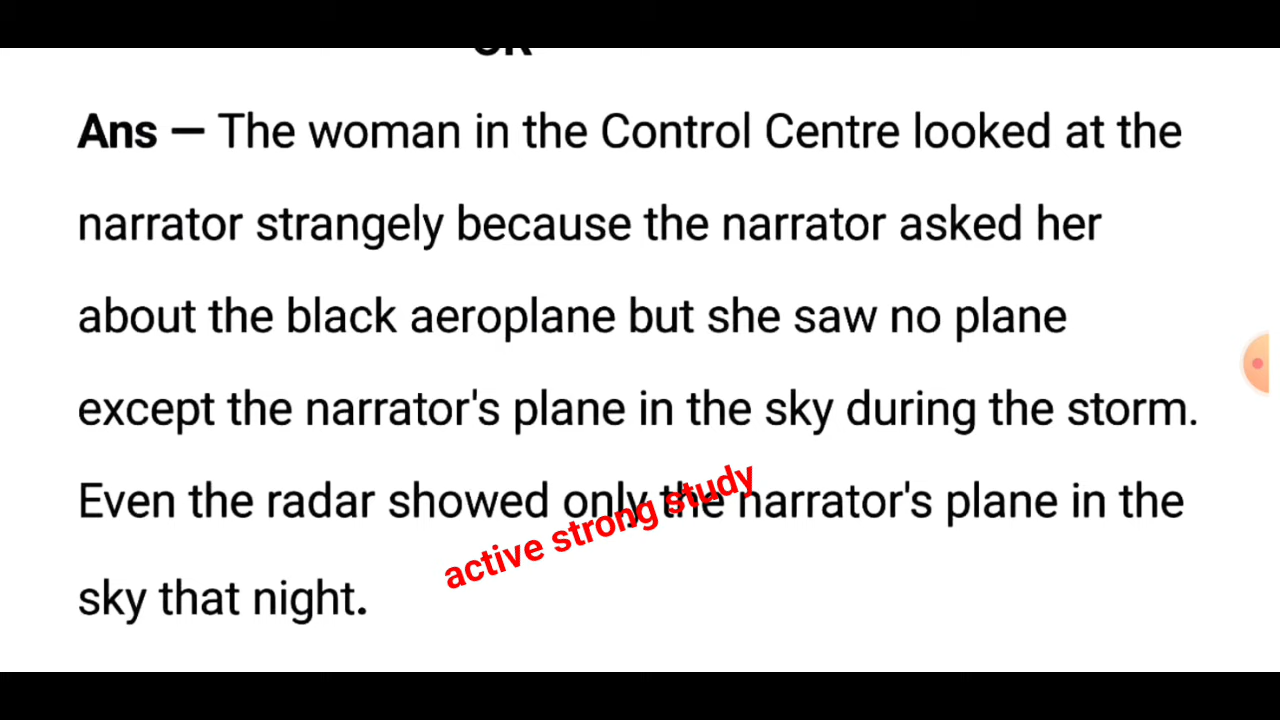 OR
Ans — The woman in the Control Centre looked at the
narrator strangely because the narrator asked her
about the black aeroplane but she saw no plane
except the narrator's plane in the sky during the storm.
Even the radar showed only the narrator's plane in the
active strong study
sky that night.